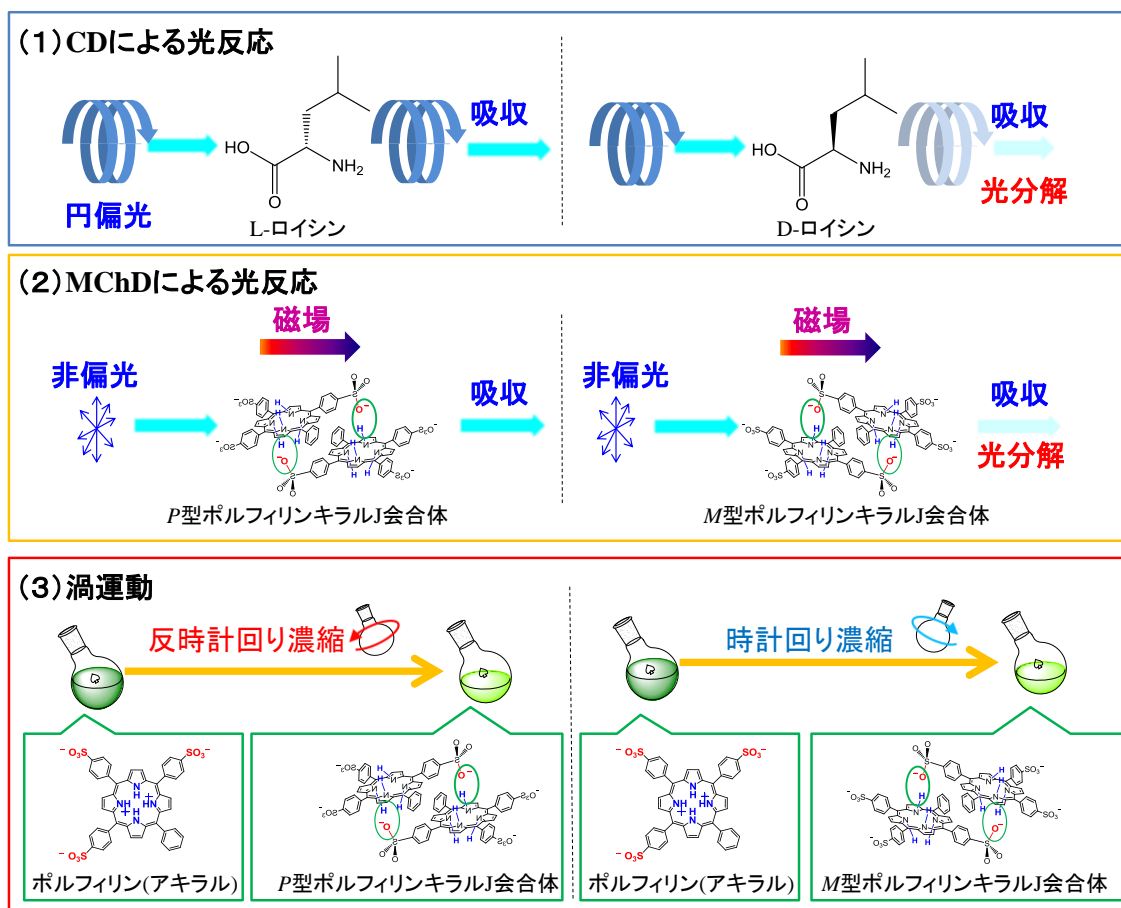 (1)CDによる光反応
吸収
吸収
HO
NH2
O
HO
NH2
O
円偏光
光分解
L-ロイシン
D-ロイシン
(2)MChDによる光反応
磁場
磁場
非偏光
吸収
非偏光
吸収
光分解
P型ポルフィリンキラルJ会合体
M型ポルフィリンキラルJ会合体
(3)渦運動
反時計回り濃縮
時計回り濃縮
ポルフィリン(アキラル)
P型ポルフィリンキラルJ会合体
ポルフィリン(アキラル)
M型ポルフィリンキラルJ会合体